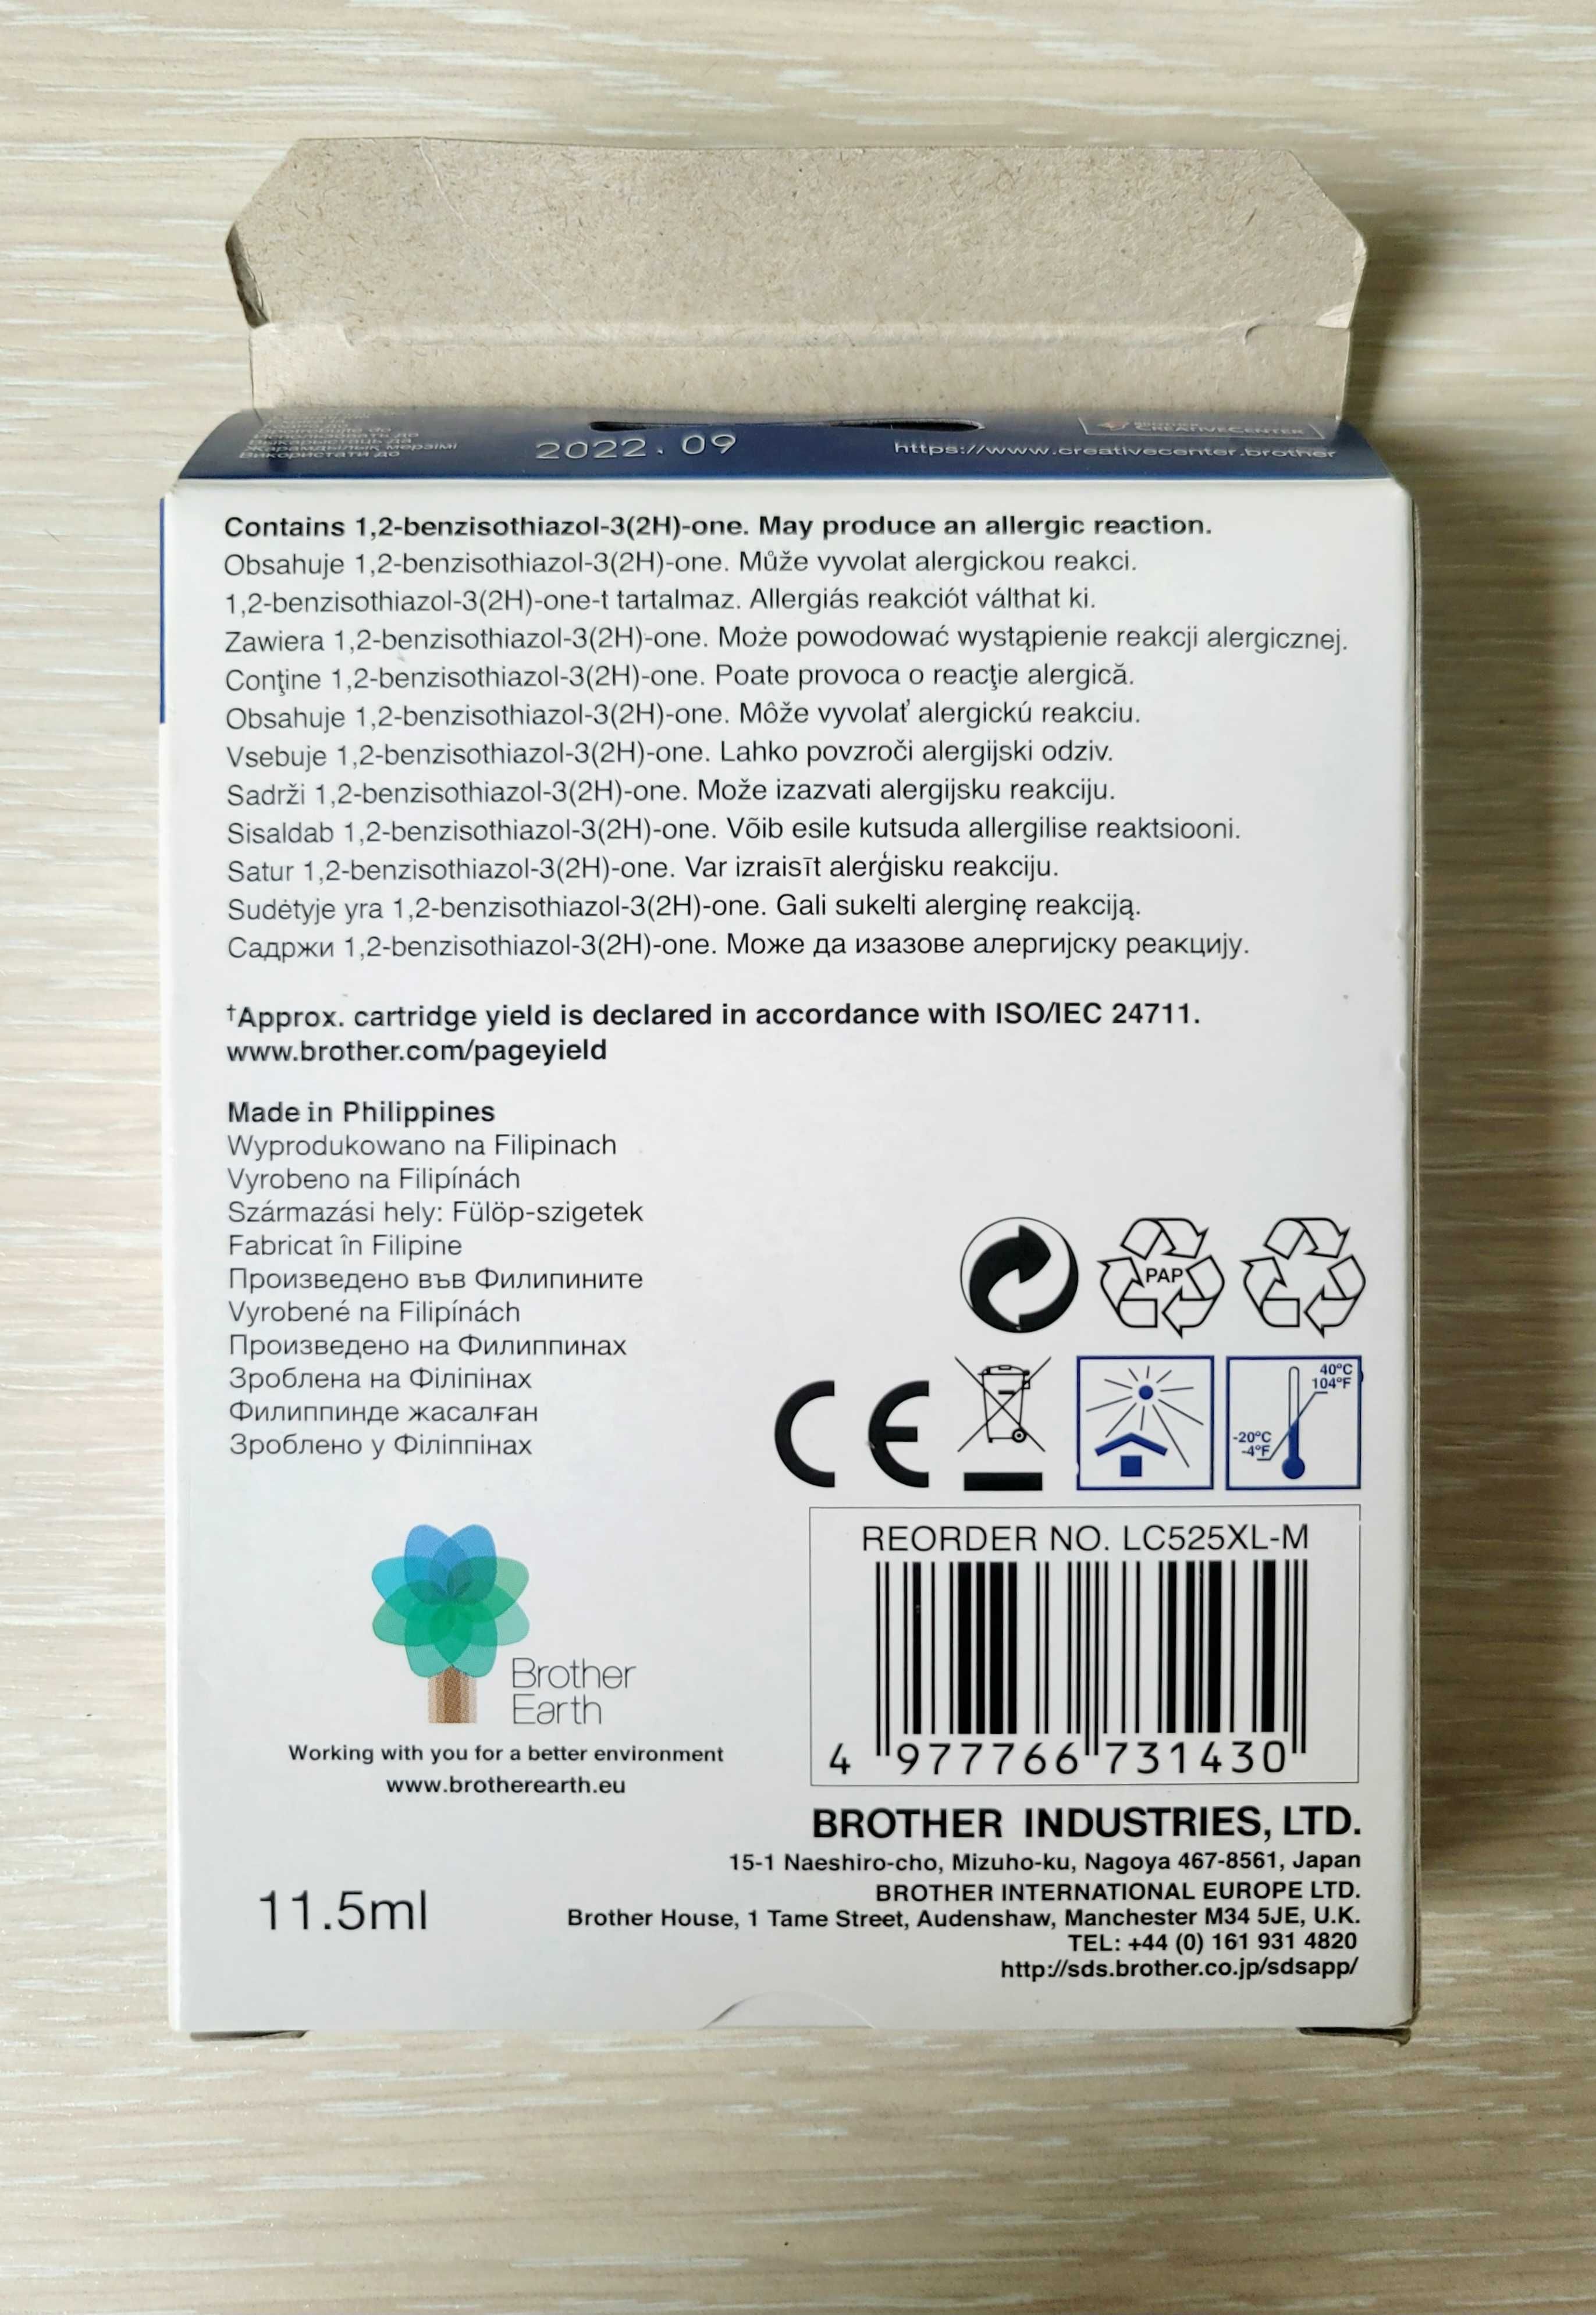 Використати до
2022.09
CREATIVECENTER
https://www.creativecenter.brother
Contains 1,2-benzisothiazol-3(2H)-one. May produce an allergic reaction.
Obsahuje 1,2-benzisothiazol-3(2H)-one. Může vyvolat alergickou reakci.
1,2-benzisothiazol-3(2H)-one-t tartalmaz. Allergiás reakciót válthat ki.
Zawiera 1,2-benzisothiazol-3(2H)-one. Może powodować wystąpienie reakcji alergicznej.
Conţine 1,2-benzisothiazol-3(2H)-one. Poate provoca o reacţie alergică.
Obsahuje 1,2-benzisothiazol-3(2H)-one. Môže vyvolať alergickú reakciu.
Vsebuje 1,2-benzisothiazol-3(2H)-one. Lahko povzroči alergijski odziv.
Sadrži 1,2-benzisothiazol-3(2H)-one. Može izazvati alergijsku reakciju.
Sisaldab 1,2-benzisothiazol-3(2H)-one. Võib esile kutsuda allergilise reaktsiooni.
Satur 1,2-benzisothiazol-3(2H)-one. Var izraisīt alerģisku reakciju.
Sudėtyje yra 1,2-benzisothiazol-3(2H)-one. Gali sukelti alerginę reakciją.
Садржи 1,2-benzisothiazol-3(2H)-one. Може да изазове алергијску реакцију.
†Approx. cartridge yield is declared in accordance with ISO/IEC 24711.
www.brother.com/pageyield
Made in Philippines
Wyprodukowano na Filipinach
Vyrobeno na Filipínách
Származási hely: Fülöp-szigetek
Fabricat în Filipine
Произведено във Филипините
Vyrobené na Filipínách
Произведено на Филиппинах
Зроблена на Філіпінах
Филиппинде жасалған
Зроблено у Філіппінах
PAP
CE
40°C
104°F
-20°C
-4°F
REORDER NO. LC525XL-M
4 977766 731430
Brother
Earth
Working with you for a better environment
www.brotherearth.eu
BROTHER INDUSTRIES, LTD.
15-1 Naeshiro-cho, Mizuho-ku, Nagoya 467-8561, Japan
BROTHER INTERNATIONAL EUROPE LTD.
Brother House, 1 Tame Street, Audenshaw, Manchester M34 5JE, U.K.
TEL: +44 (0) 161 931 4820
http://sds.brother.co.jp/sdsapp/
11.5ml